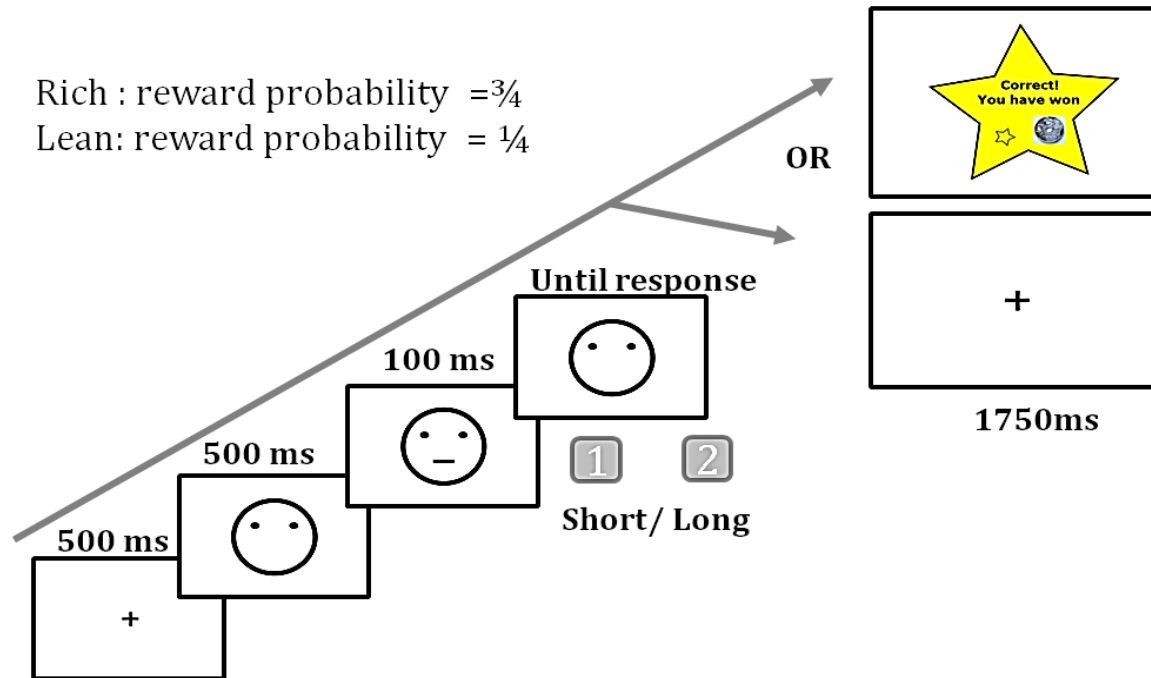 Rich : reward probability =¾
Lean: reward probability = ¼
Correct!
You have won
OR
Until response
100 ms
500 ms
500 ms
1 2
Short/ Long
1750ms